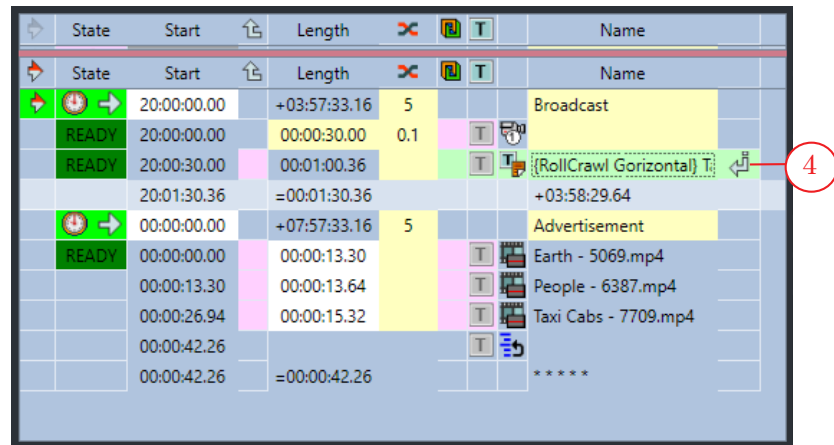 State Start Length T Name
State Start Length T Name
20:00:00.00 +03:57:33.16 5 Broadcast
READY 20:00:00.00 00:00:30.00 0.1 T 1
READY 20:00:30.00 00:01:00.36 T T {RollCrawl Gorizontal} T 4
20:01:30.36 =00:01:30.36 +03:58:29.64
00:00:00.00 +07:57:33.16 5 Advertisement
READY 00:00:00.00 00:00:13.30 T Earth - 5069.mp4
00:00:13.30 00:00:13.64 T People - 6387.mp4
00:00:26.94 00:00:15.32 T Taxi Cabs - 7709.mp4
00:00:42.26 T
00:00:42.26 =00:00:42.26 * * * * *